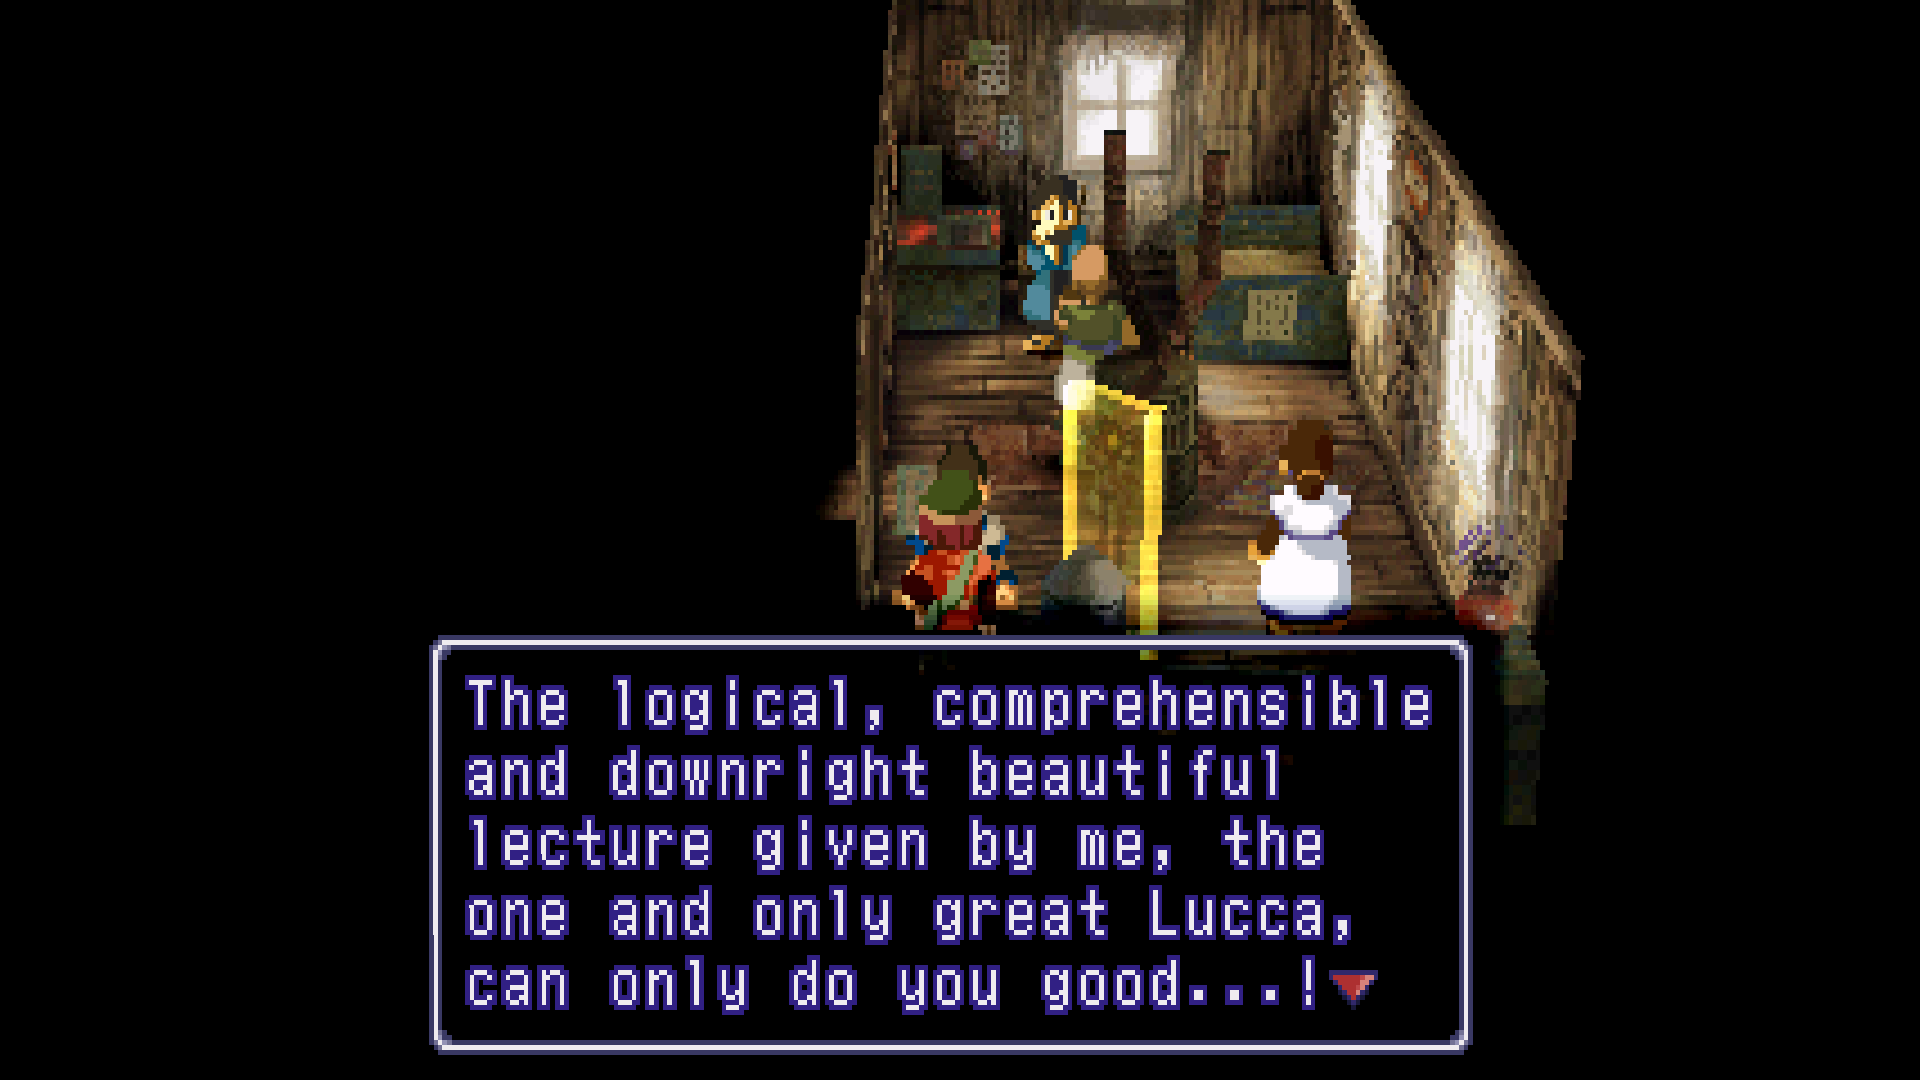 The logical, comprehensible
and downright beautiful
lecture given by me, the
one and only great Lucca,
can only do you good...!